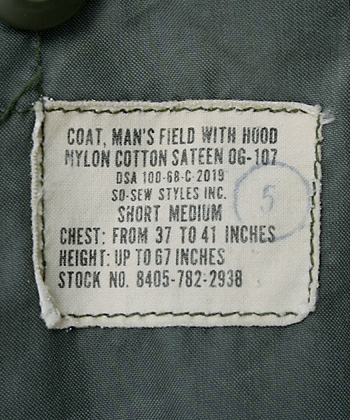 COAT, MAN'S FIELD WITH HOOD
NYLON COTTON SATEEN OG-107
DSA 100-68-C-2019
SO-SEW STYLES INC.
SHORT MEDIUM
5
CHEST: FROM 37 TO 41 INCHES
HEIGHT: UP TO 67 INCHES
STOCK NO. 8405-782-2938